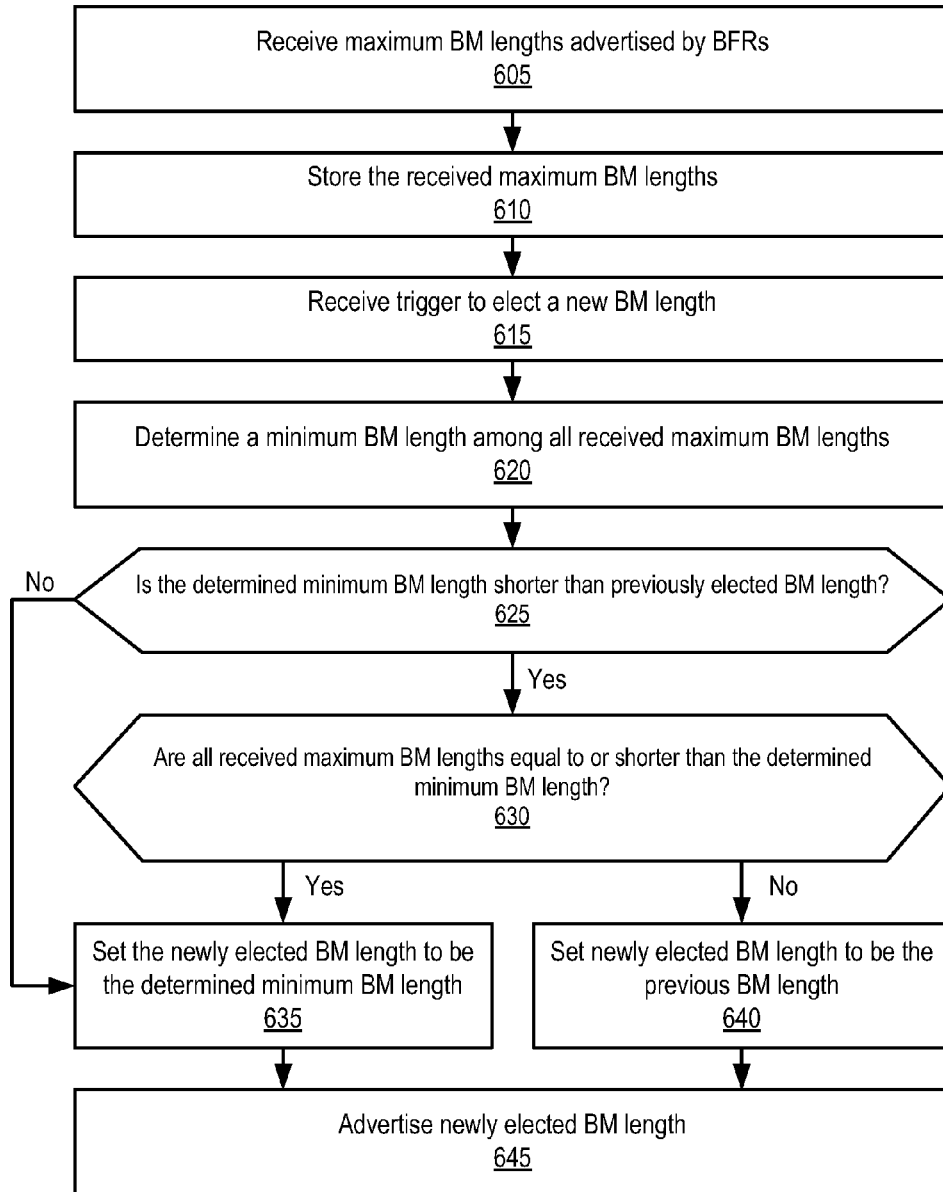 Receive maximum BM lengths advertised by BFRs
605
Store the received maximum BM lengths
610
Receive trigger to elect a new BM length
615
Determine a minimum BM length among all received maximum BM lengths
620
No
Is the determined minimum BM length shorter than previously elected BM length?
625
Yes
Are all received maximum BM lengths equal to or shorter than the determined
minimum BM length?
630
Yes
No
Set the newly elected BM length to be
the determined minimum BM length
635
Set newly elected BM length to be the
previous BM length
640
Advertise newly elected BM length
645